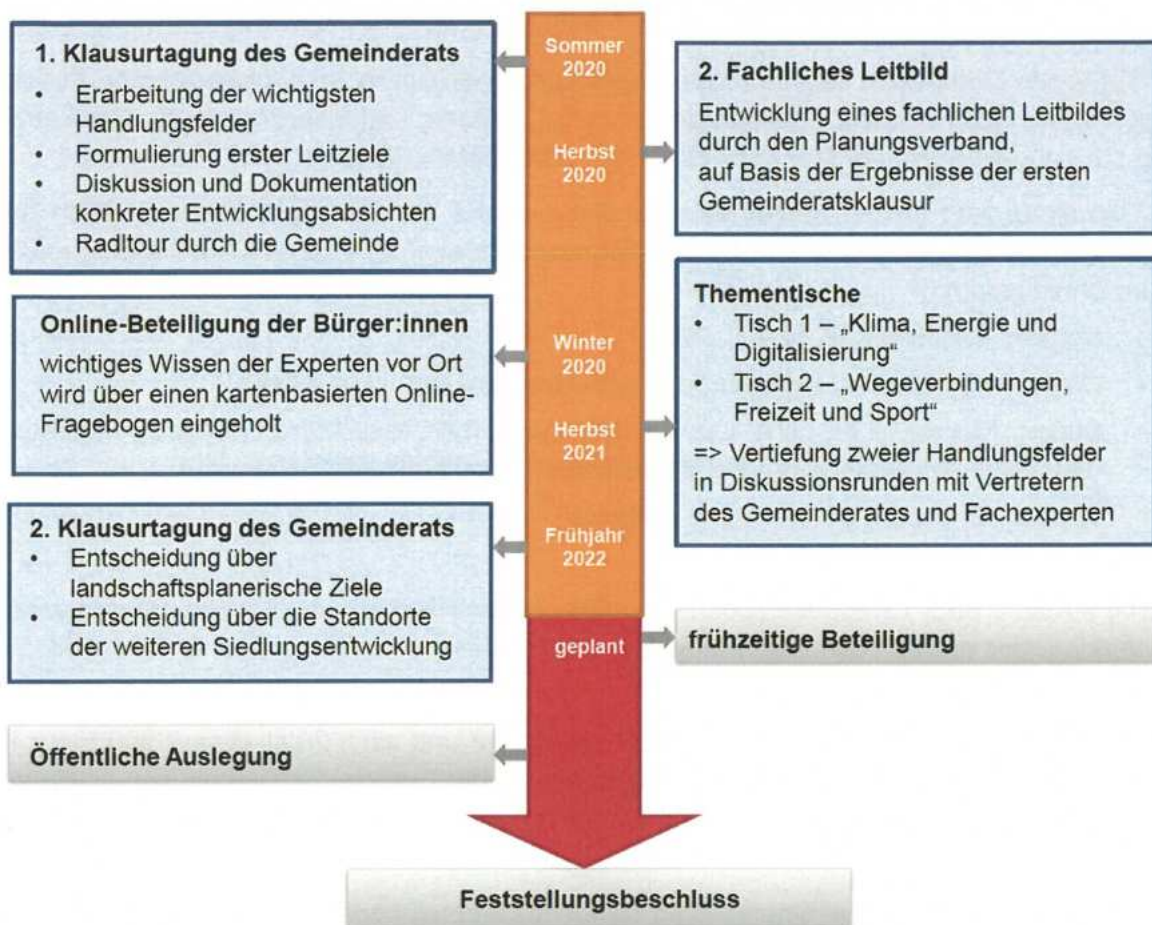 1. Klausurtagung des Gemeinderats
• Erarbeitung der wichtigsten
Handlungsfelder
• Formulierung erster Leitziele
• Diskussion und Dokumentation
konkreter Entwicklungsabsichten
• Radltour durch die Gemeinde
Sommer
2020
2. Fachliches Leitbild
Entwicklung eines fachlichen Leitbildes
durch den Planungsverband,
auf Basis der Ergebnisse der ersten
Gemeinderatsklausur
Herbst
2020
Online-Beteiligung der Bürger:innen
wichtiges Wissen der Experten vor Ort
wird über einen kartenbasierten Online-
Fragebogen eingeholt
Winter
2020
Thementische
• Tisch 1 – „Klima, Energie und
Digitalisierung“
• Tisch 2 – „Wegeverbindungen,
Freizeit und Sport“
=> Vertiefung zweier Handlungsfelder
in Diskussionsrunden mit Vertretern
des Gemeinderates und Fachexperten
Herbst
2021
2. Klausurtagung des Gemeinderats
• Entscheidung über
landschaftsplanerische Ziele
• Entscheidung über die Standorte
der weiteren Siedlungsentwicklung
Frühjahr
2022
geplant
frühzeitige Beteiligung
Öffentliche Auslegung
Feststellungsbeschluss